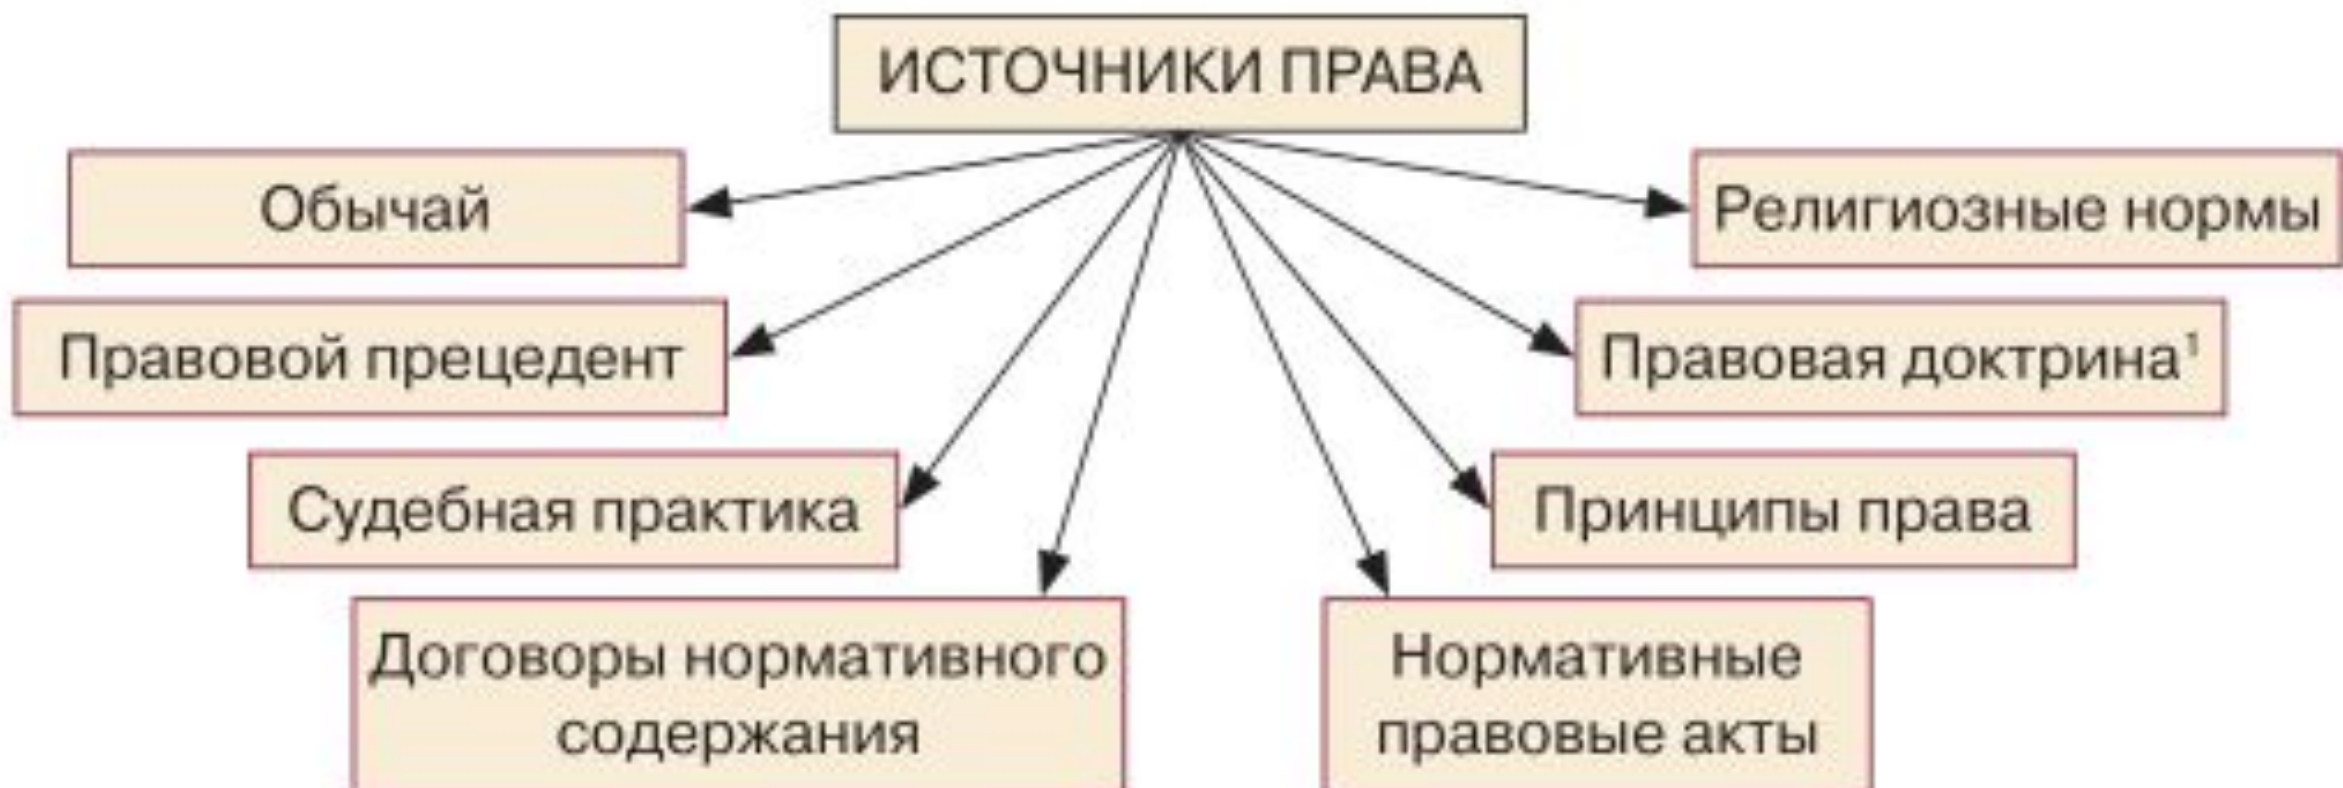 ИСТОЧНИКИ ПРАВА
Обычай
Религиозные нормы
Правовой прецедент
Правовая доктрина¹
Судебная практика
Принципы права
Договоры нормативного
содержания
Нормативные
правовые акты